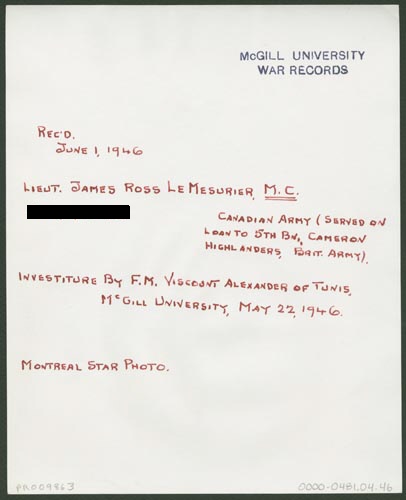 McGILL UNIVERSITY
WAR RECORDS
REC'D.
JUNE 1, 1946
LIEUT. JAMES ROSS LE MESURIER, M.C.
CANADIAN ARMY (SERVED ON
LOAN TO 5TH BN, CAMERON
HIGHLANDERS, BRIT. ARMY).
INVESTITURE BY F.M. VISCOUNT ALEXANDER OF TUNIS,
McGILL UNIVERSITY, MAY 22, 1946.
MONTREAL STAR PHOTO.
PR009863
0000-0481.04.46